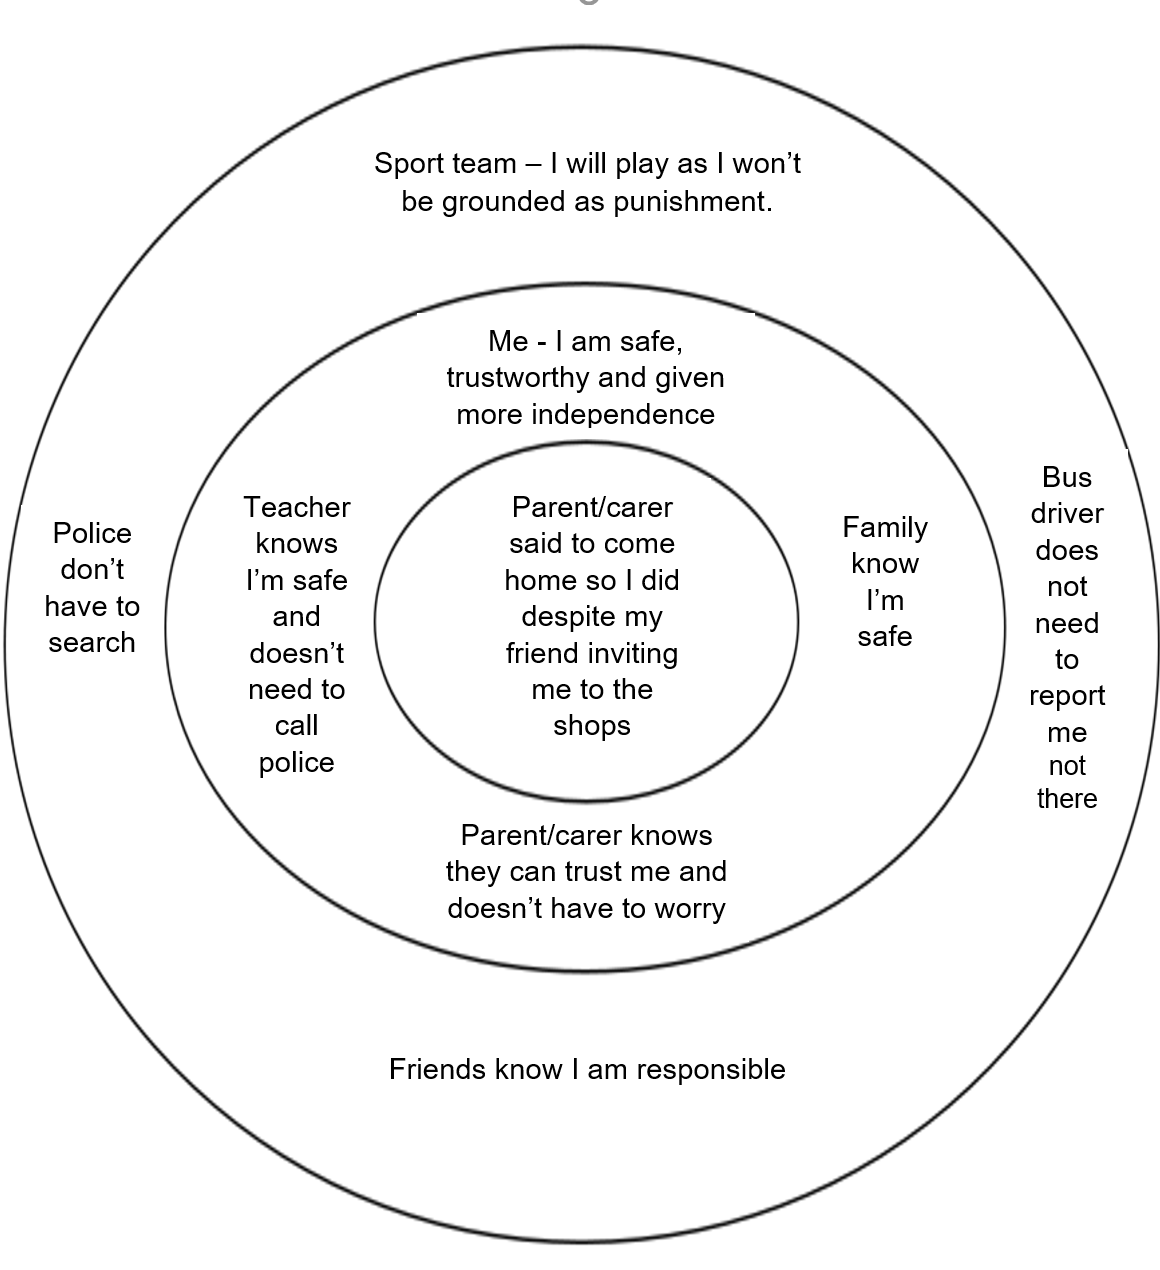 Sport team – I will play as I won’t
be grounded as punishment.
Me - I am safe,
trustworthy and given
more independence
Police
don’t
have to
search
Teacher
knows
I’m safe
and
doesn’t
need to
call
police
Parent/carer
said to come
home so I did
despite my
friend inviting
me to the
shops
Family
know
I’m
safe
Bus
driver
does
not
need
to
report
me
not
there
Parent/carer knows
they can trust me and
doesn’t have to worry
Friends know I am responsible